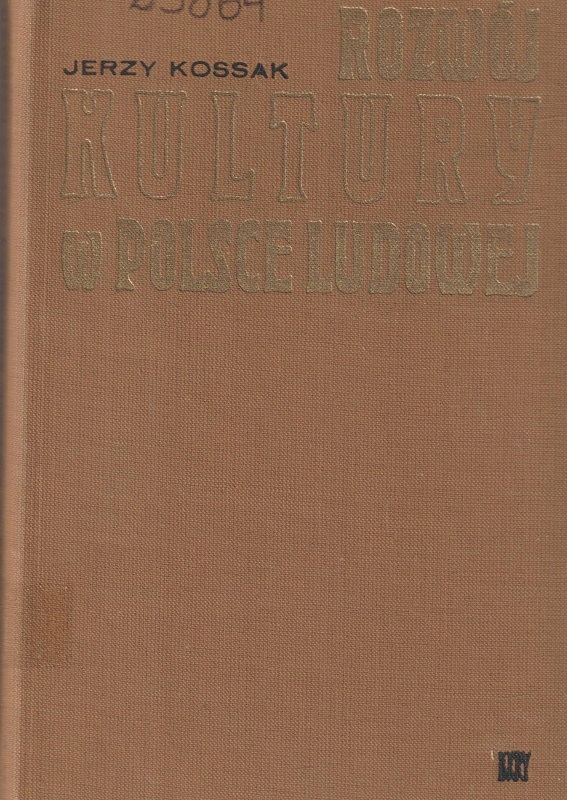 ROZWÓJ
JERZY KOSSAK
KULTURY
w POLSCE LUDOWEJ